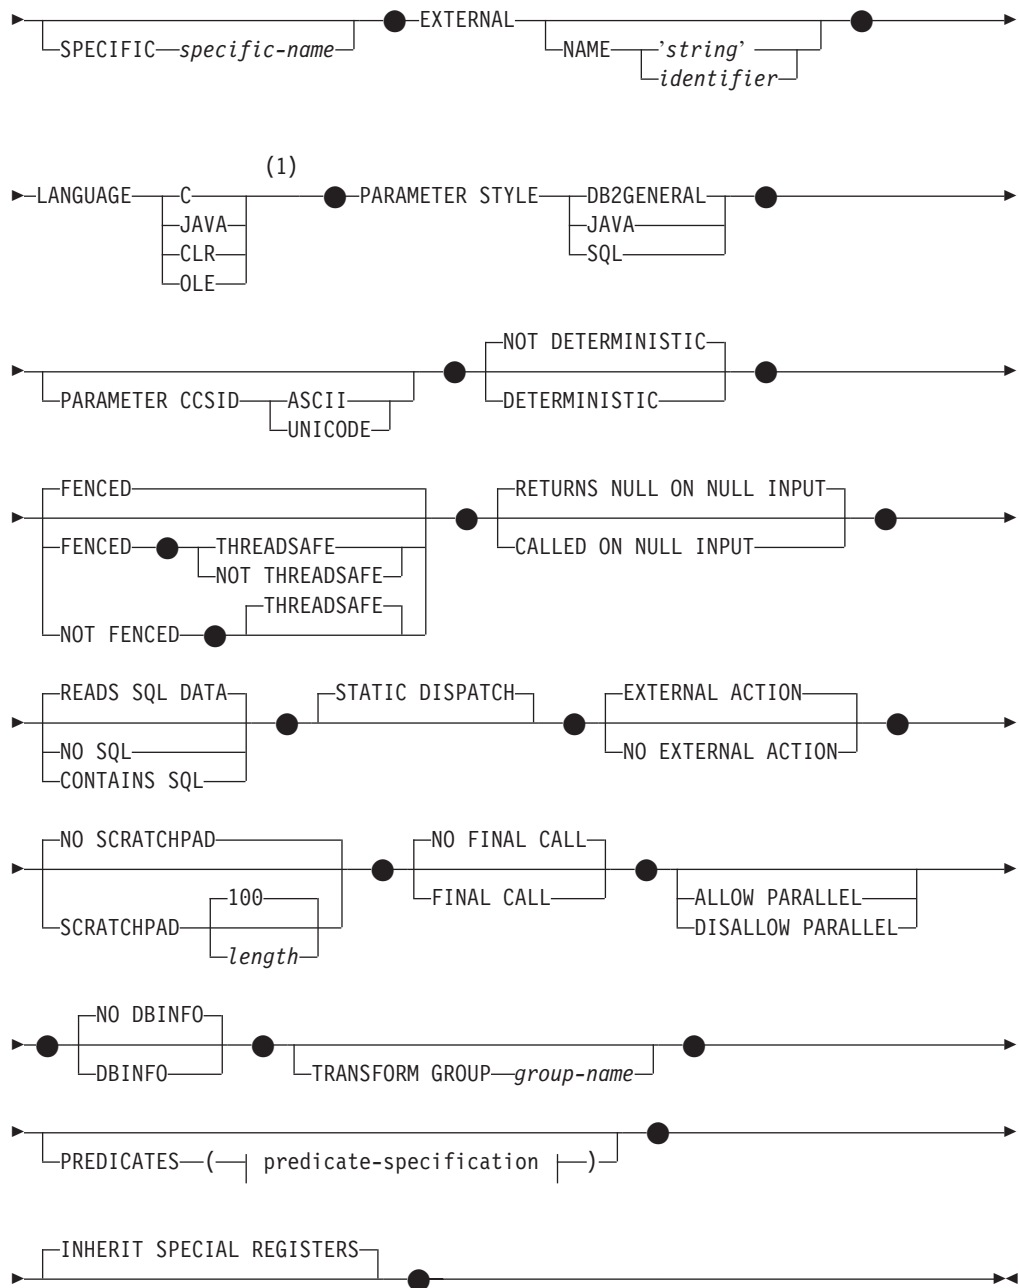 EXTERNAL
SPECIFIC specific-name NAME 'string'
identifier
(1)
LANGUAGE C PARAMETER STYLE DB2GENERAL
JAVA JAVA
CLR SQL
OLE
NOT DETERMINISTIC
PARAMETER CCSID ASCII DETERMINISTIC
UNICODE
FENCED RETURNS NULL ON NULL INPUT
FENCED THREADSAFE CALLED ON NULL INPUT
NOT THREADSAFE
THREADSAFE
NOT FENCED
READS SQL DATA STATIC DISPATCH EXTERNAL ACTION
NO SQL NO EXTERNAL ACTION
CONTAINS SQL
NO SCRATCHPAD NO FINAL CALL
SCRATCHPAD 100 FINAL CALL ALLOW PARALLEL
length DISALLOW PARALLEL
NO DBINFO
DBINFO TRANSFORM GROUP group-name
PREDICATES ( predicate-specification )
INHERIT SPECIAL REGISTERS